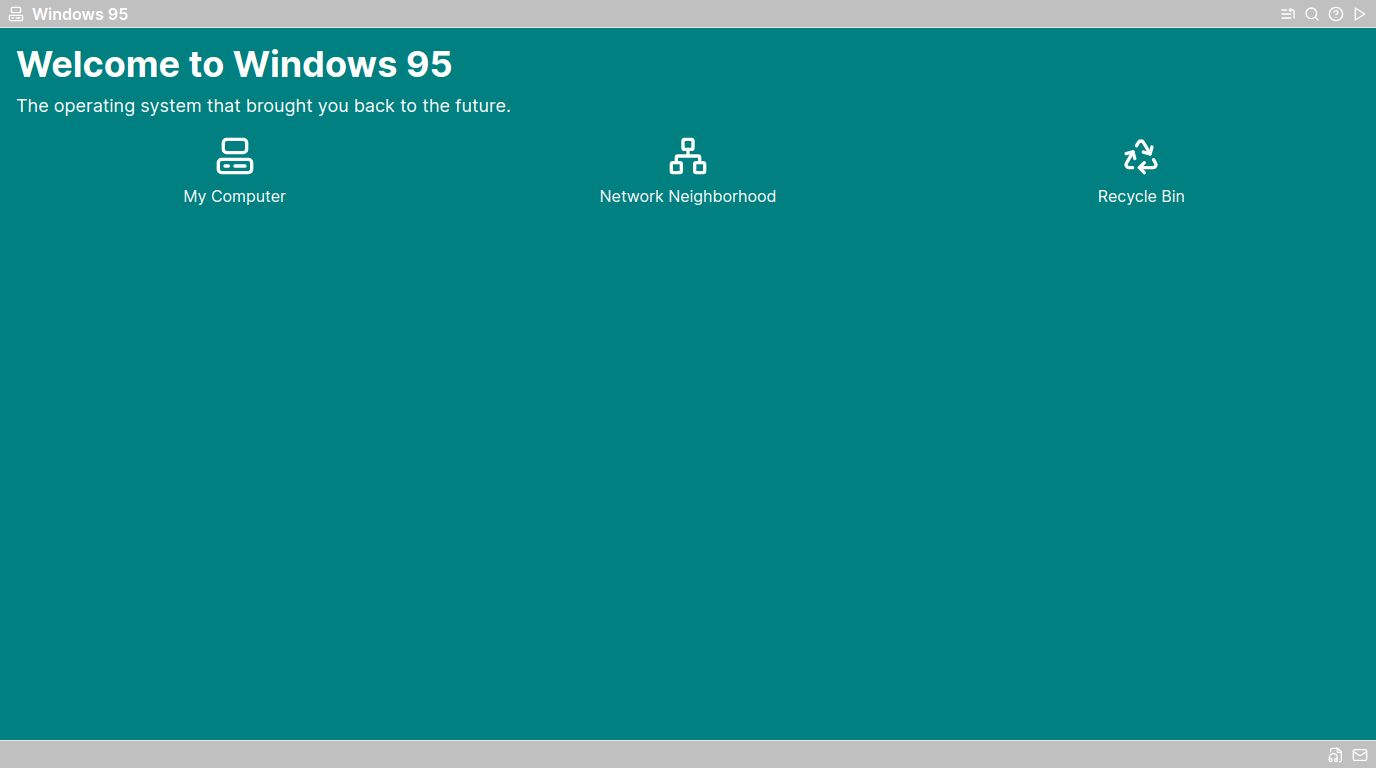 Windows 95
Welcome to Windows 95
The operating system that brought you back to the future.
My Computer
Network Neighborhood
Recycle Bin